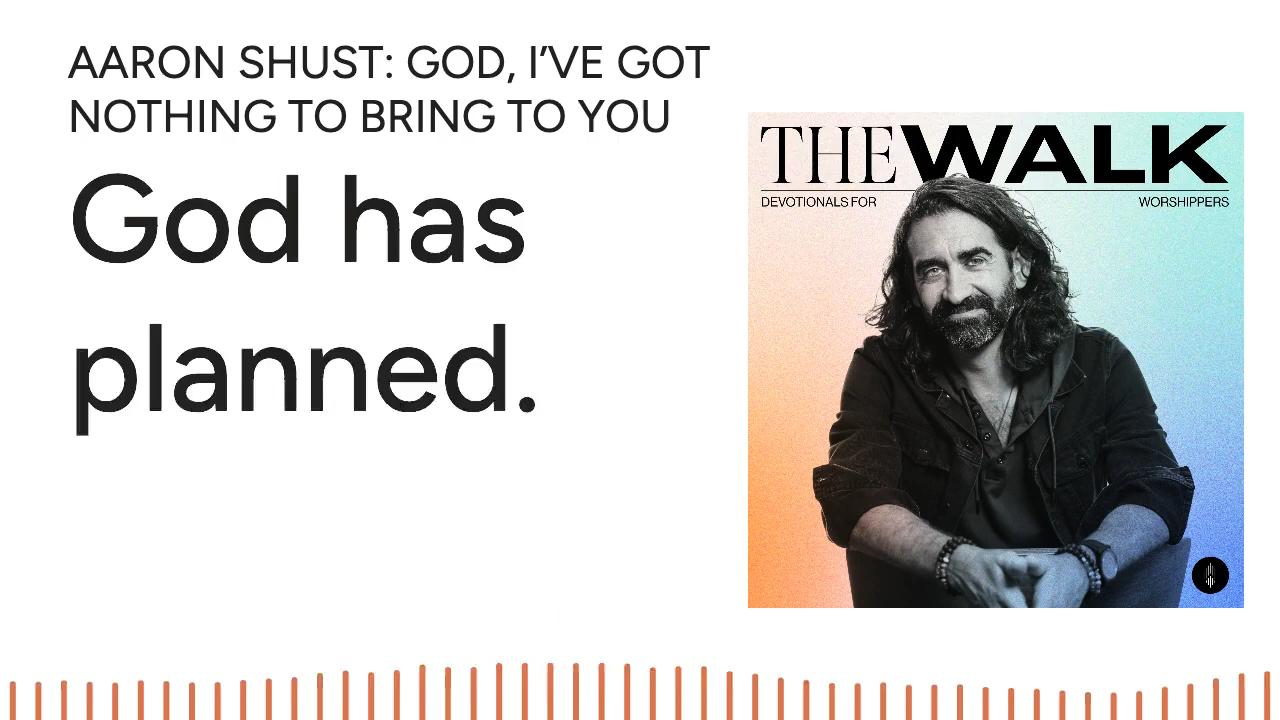 AARON SHUST: GOD, I’VE GOT
NOTHING TO BRING TO YOU
God has
planned.
THE WALK
DEVOTIONALS FOR WORSHIPPERS